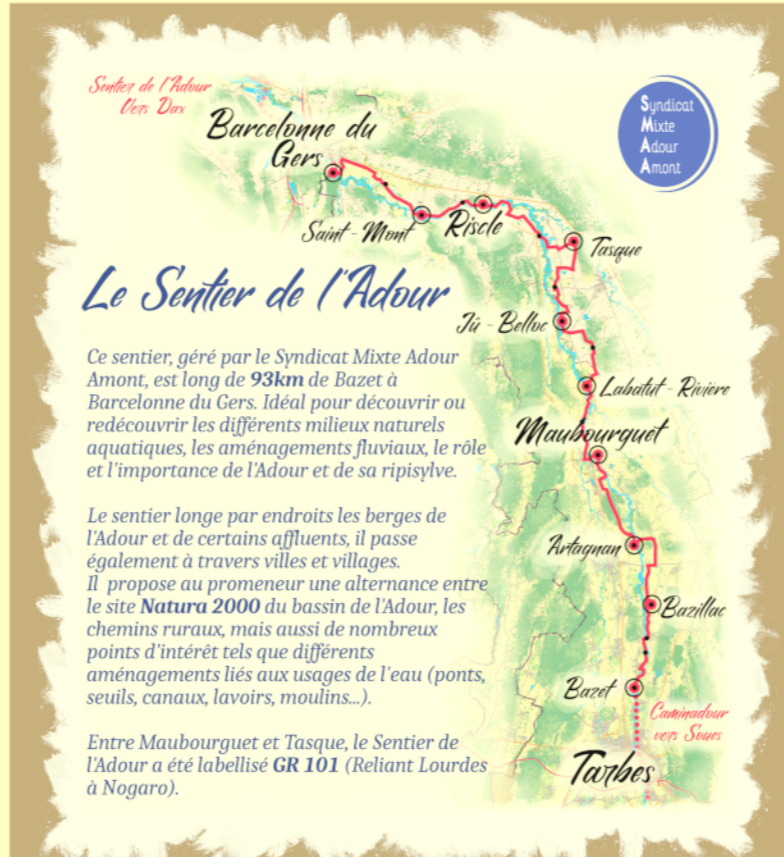 Sentier de l'Adour
Vers Dax
Syndicat
Mixte
Adour
Amont
Barcelonne du
Gers
Saint - Mont
Riscle
Tasque
Le Sentier de l'Adour
Jû - Belloc
Ce sentier, géré par le Syndicat Mixte Adour
Amont, est long de 93km de Bazet à
Barcelonne du Gers. Idéal pour découvrir ou
redécouvrir les différents milieux naturels
aquatiques, les aménagements fluviaux, le rôle
et l'importance de l'Adour et de sa ripisylve.
Labatut - Rivière
Maubourguet
Le sentier longe par endroits les berges de
l'Adour et de certains affluents, il passe
également à travers villes et villages.
Il propose au promeneur une alternance entre
le site Natura 2000 du bassin de l'Adour, les
chemins ruraux, mais aussi de nombreux
points d'intérêt tels que différents
aménagements liés aux usages de l'eau (ponts,
seuils, canaux, lavoirs, moulins...).
Artagnan
Bazillac
Bazet
Caminadour
vers Soues
Entre Maubourguet et Tasque, le Sentier de
l'Adour a été labellisé GR 101 (Reliant Lourdes
à Nogaro).
Tarbes